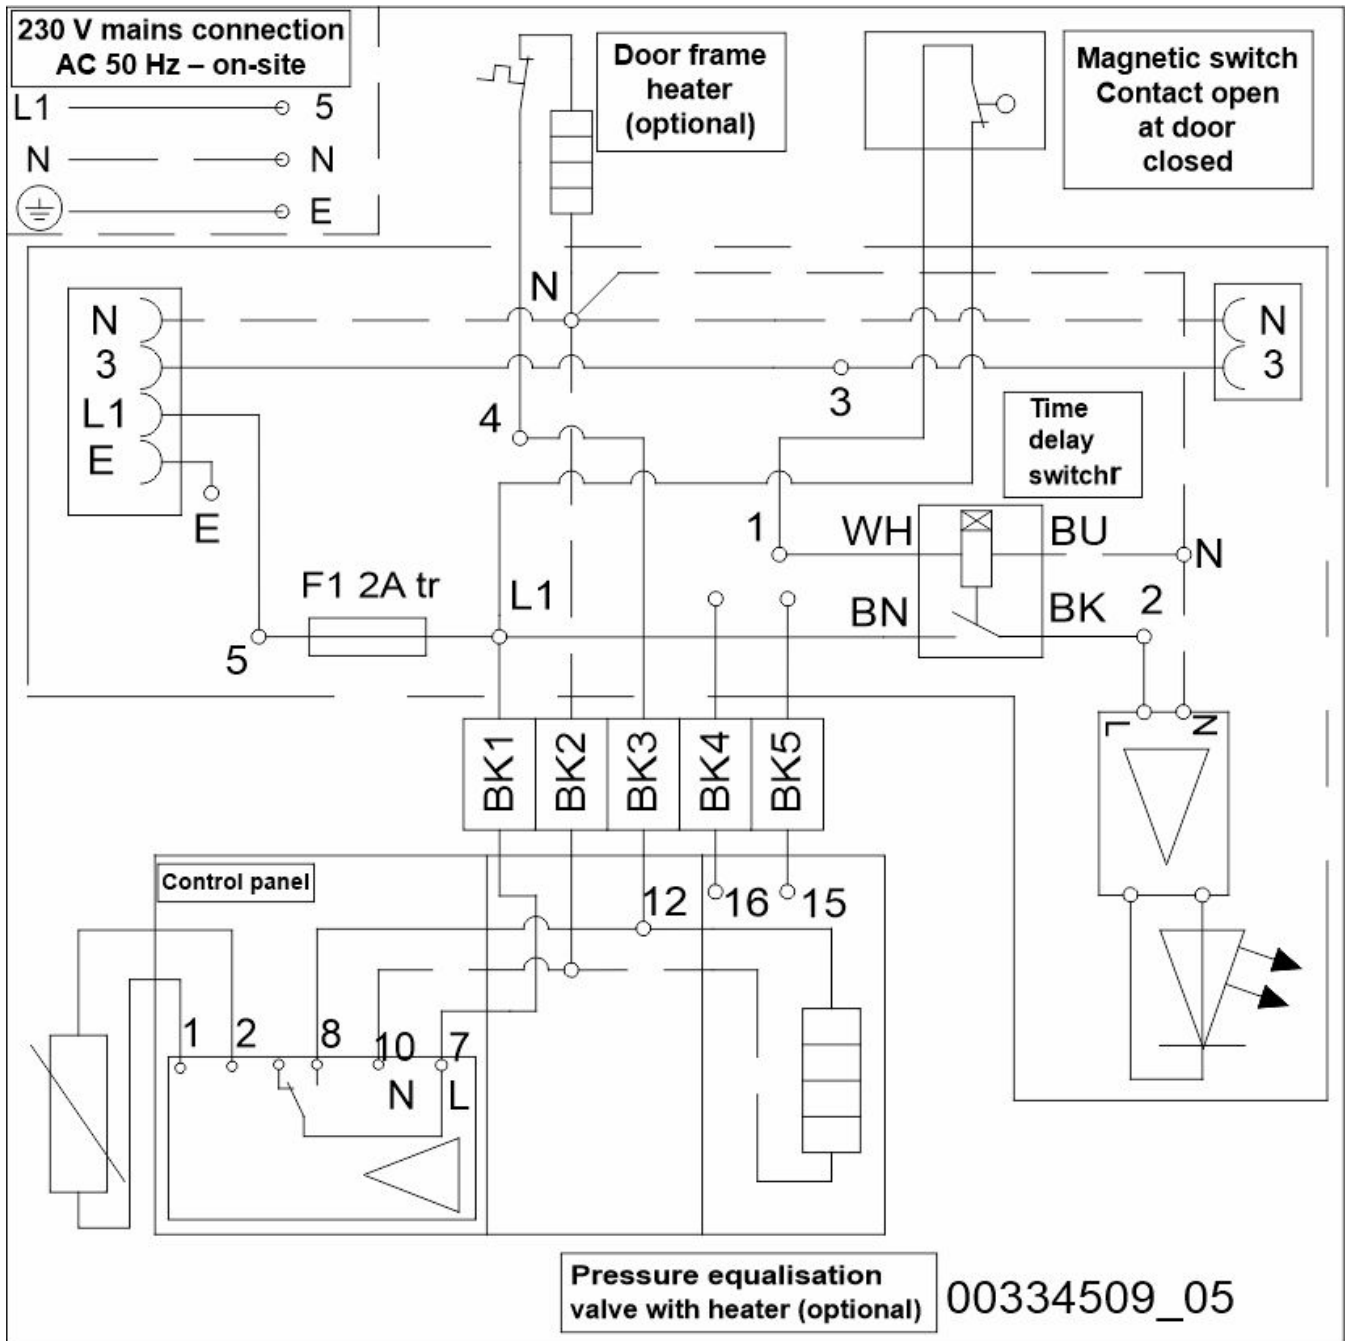 230 V mains connection
AC 50 Hz – on-site
L1 5
N N
E
Door frame
heater
(optional)
Magnetic switch
Contact open
at door
closed
N
N
3
L1
E
E
N
3
3
4
Time
delay
switchr
1
WH
BU
N
F1 2A tr
L1
BN
BK
2
5
BK1
BK2
BK3
BK4
BK5
L
N
Control panel
12
16
15
1
2
8
10
7
N
L
Pressure equalisation
valve with heater (optional)
00334509_05